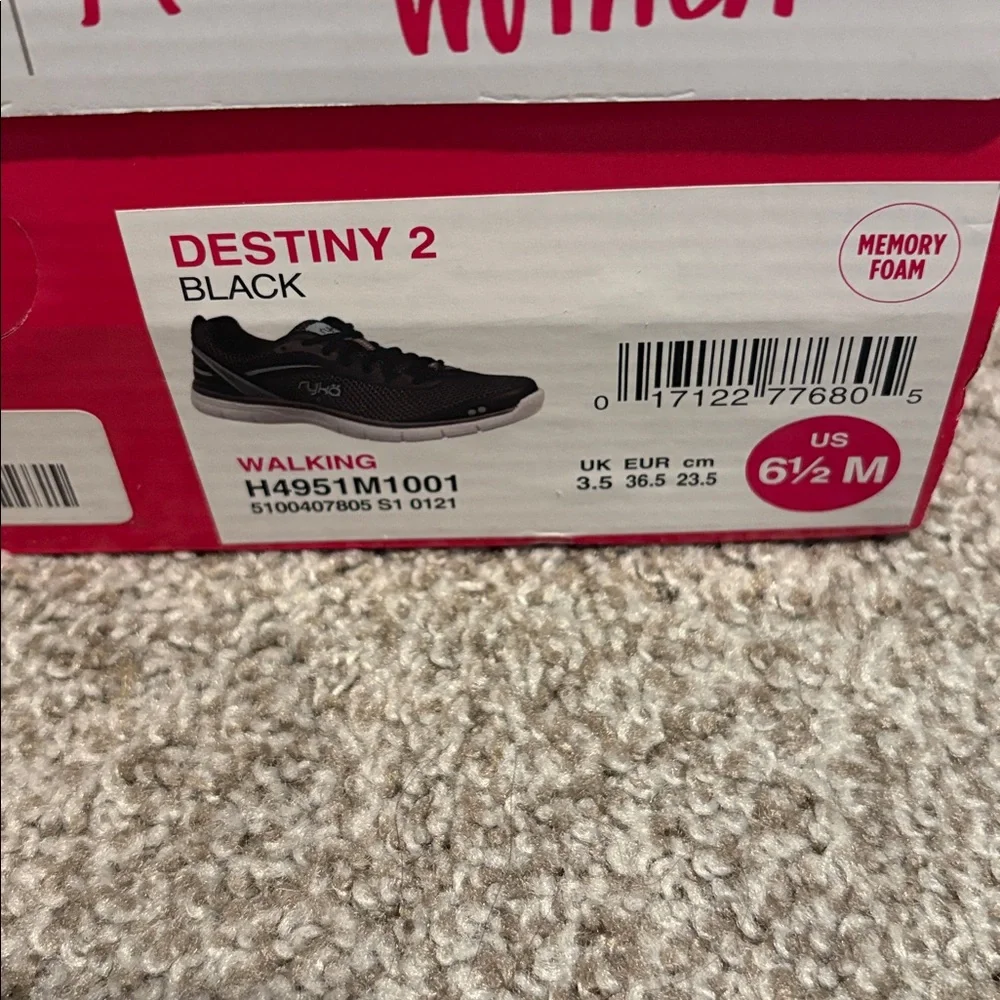 DESTINY 2
BLACK
MEMORY
FOAM
ryka
0 17122 77680 5
WALKING
H4951M1001
5100407805 S1 0121
UK EUR cm
3.5 36.5 23.5
US
6½ M